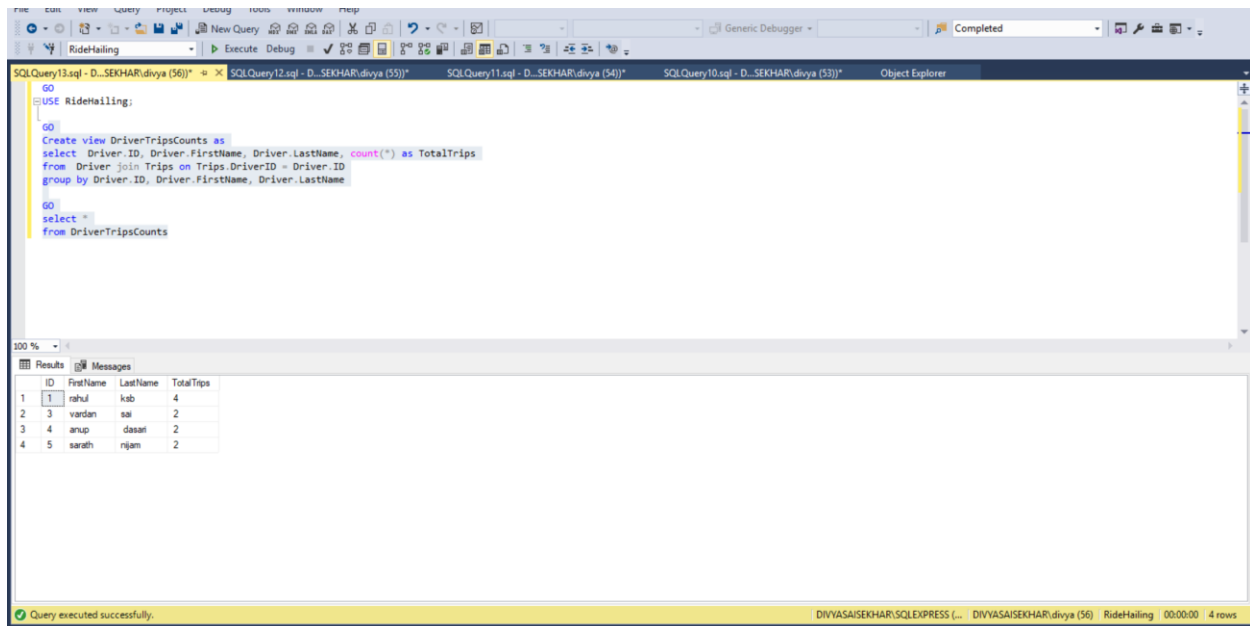 File Edit View Query Project Debug Tools Window Help
New Query Generic Debugger Completed
RideHailing Execute Debug
SQLQuery13.sql - D...SEKHAR\divya (56))* SQLQuery12.sql - D...SEKHAR\divya (55))* SQLQuery11.sql - D...SEKHAR\divya (54))* SQLQuery10.sql - D...SEKHAR\divya (53))* Object Explorer
GO
USE RideHailing;
GO
Create view DriverTripsCounts as
select Driver.ID, Driver.FirstName, Driver.LastName, count(*) as TotalTrips
from Driver join Trips on Trips.DriverID = Driver.ID
group by Driver.ID, Driver.FirstName, Driver.LastName
GO
select *
from DriverTripsCounts
100 %
Results Messages
ID FirstName LastName TotalTrips
1 1 rahul ksb 4
2 3 vardan sai 2
3 4 anup dasari 2
4 5 sarath nijam 2
Query executed successfully. DIVYASAISEKHAR\SQLEXPRESS (... DIVYASAISEKHAR\divya (56) RideHailing 00:00:00 4 rows